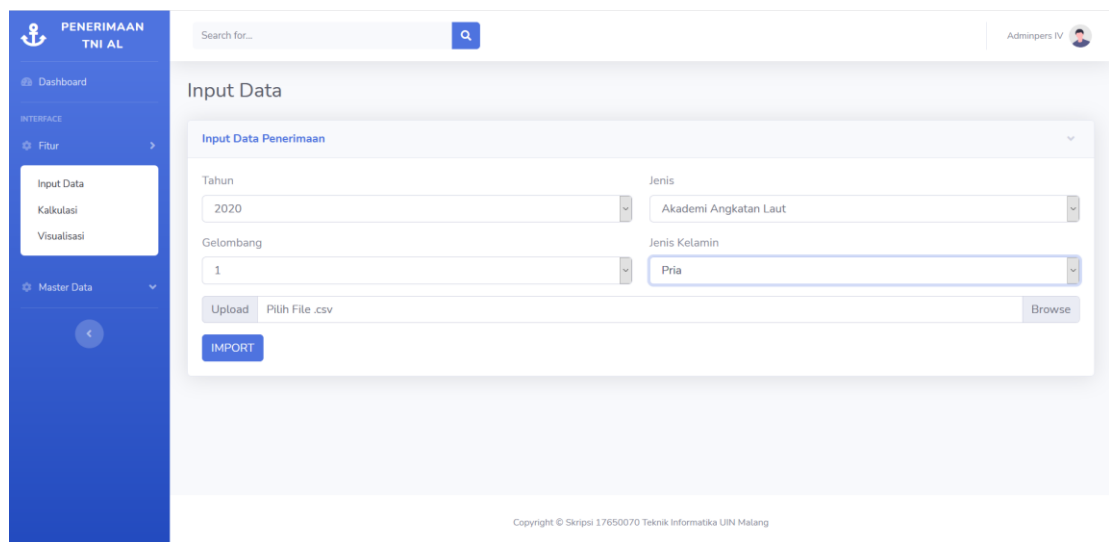 PENERIMAAN
TNI AL
Search for...
Adminpers IV
Dashboard
INTERFACE
Fitur
Input Data
Kalkulasi
Visualisasi
Master Data
Input Data
Input Data Penerimaan
Tahun
Jenis
2020
Akademi Angkatan Laut
Gelombang
Jenis Kelamin
1
Pria
Upload Pilih File .csv Browse
IMPORT
Copyright © Skripsi 17650070 Teknik Informatika UIN Malang